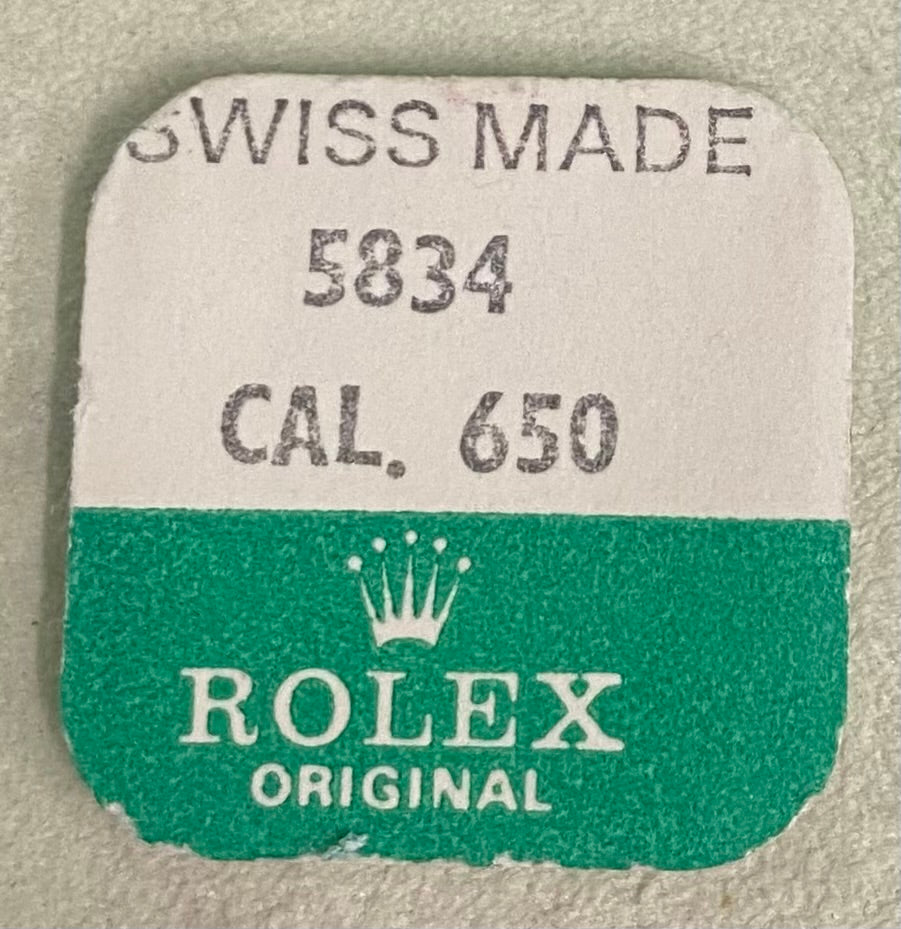 SWISS MADE
5834
CAL. 650
ROLEX
ORIGINAL